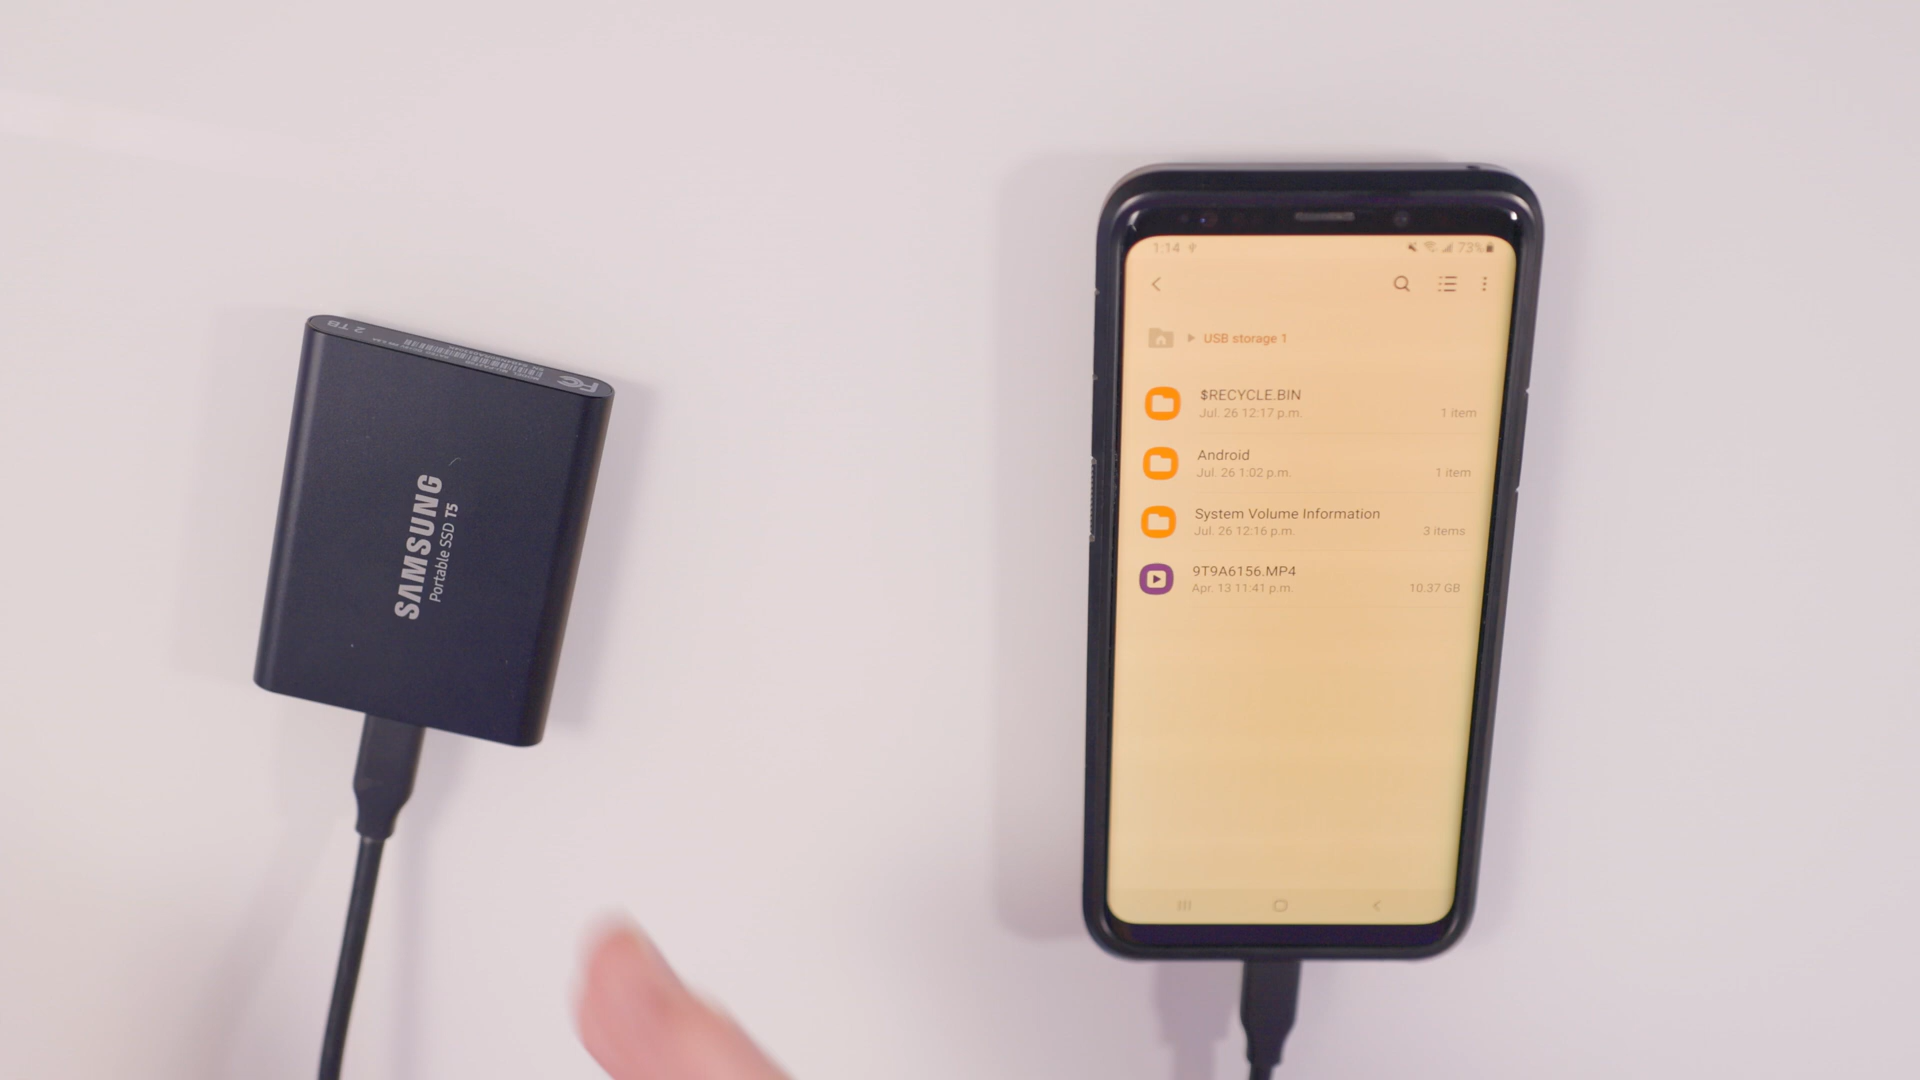 2 TB
FC
SAMSUNG
Portable SSD T5
1:14
73%
USB storage 1
$RECYCLE.BIN
Jul. 26 12:17 p.m.
1 item
Android
Jul. 26 1:02 p.m.
1 item
System Volume Information
Jul. 26 12:16 p.m.
3 items
9T9A6156.MP4
Apr. 13 11:41 p.m.
10.37 GB